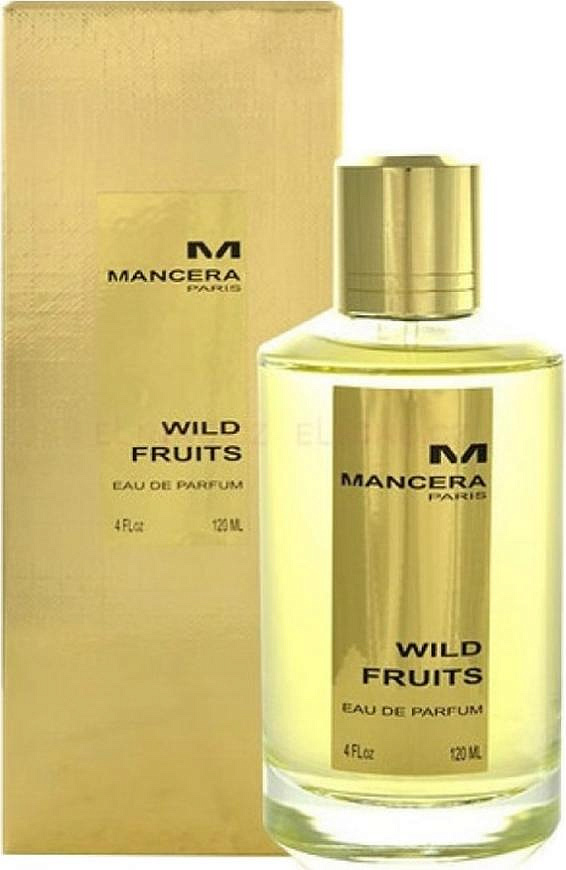 M
MANCERA
PARIS
WILD
FRUITS
EAU DE PARFUM
4 FLoz 120 ML
M
MANCERA
PARIS
WILD
FRUITS
EAU DE PARFUM
4 FLoz 120 ML